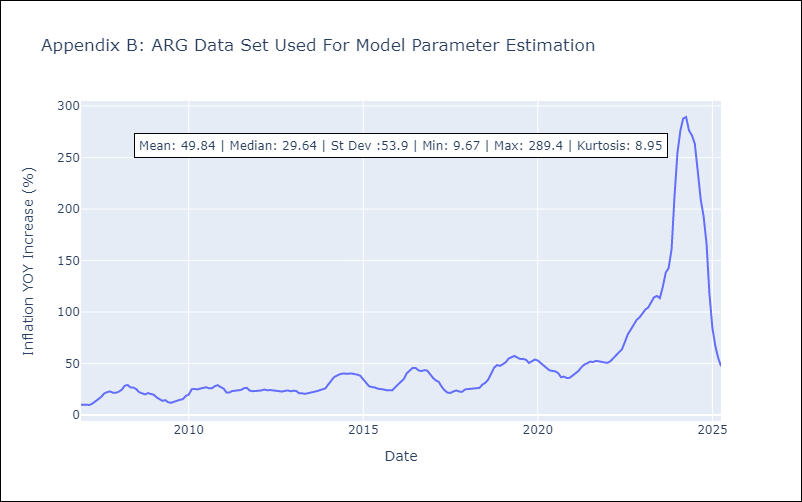 Appendix B: ARG Data Set Used For Model Parameter Estimation
300
Mean: 49.84 | Median: 29.64 | St Dev :53.9 | Min: 9.67 | Max: 289.4 | Kurtosis: 8.95
250
200
150
100
50
0
Inflation YOY Increase (%)
2010
2015
2020
2025
Date